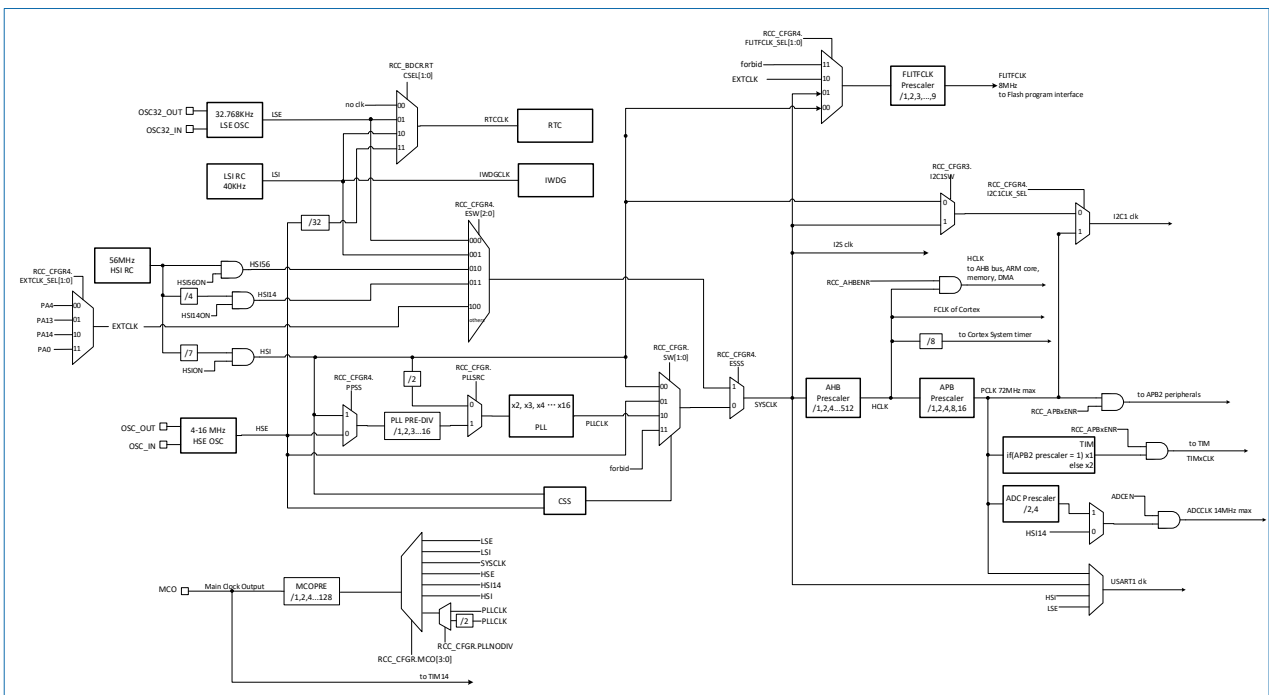 RCC_CFGR4.
FLITFCLK_SEL[1:0]
forbid
EXTCLK
11
10
01
00
FLITFCLK
Prescaler
/1,2,3,...,9
FLITFCLK
8MHz
to Flash program interface
RCC_BDCR.RT
CSEL[1:0]
no clk
00
01
10
11
OSC32_OUT
OSC32_IN
32.768KHz
LSE OSC
LSE
RTCCLK
RTC
LSI RC
40KHz
LSI
IWDGCLK
IWDG
RCC_CFGR3.
I2C1SW
0
1
RCC_CFGR4.
I2C1CLK_SEL
0
1
I2C1 clk
/32
RCC_CFGR4.
ESW[2:0]
000
001
010
011
100
others
56MHz
HSI RC
HSI56
HSI56ON
/4
HSI14
HSI14ON
RCC_CFGR4.
EXTCLK_SEL[1:0]
PA4
PA13
PA14
PA0
00
01
10
11
EXTCLK
/7
HSI
HSION
I2S clk
RCC_AHBENR
HCLK
to AHB bus, ARM core,
memory, DMA
FCLK of Cortex
/8
to Cortex System timer
/2
RCC_CFGR4.
PPSS
1
0
RCC_CFGR.
PLLSRC
0
1
RCC_CFGR.
SW[1:0]
00
01
10
11
RCC_CFGR4.
ESSS
1
0
SYSCLK
AHB
Prescaler
/1,2,4...512
HCLK
APB
Prescaler
/1,2,4,8,16
PCLK 72MHz max
to APB2 peripherals
RCC_APBxENR
OSC_OUT
OSC_IN
4-16 MHz
HSE OSC
HSE
PLL PRE-DIV
/1,2,3...16
x2, x3, x4 ··· x16
PLL
PLLCLK
forbid
CSS
RCC_APBxENR
TIM
if(APB2 prescaler = 1) x1
else x2
to TIM
TIMxCLK
ADC Prescaler
/2,4
HSI14
1
0
ADCEN
ADCCLK 14MHz max
USART1 clk
HSI
LSE
MCO
Main Clock Output
MCOPRE
/1,2,4...128
LSE
LSI
SYSCLK
HSE
HSI14
HSI
PLLCLK
/2
PLLCLK
RCC_CFGR.PLLNODIV
RCC_CFGR.MCO[3:0]
to TIM14